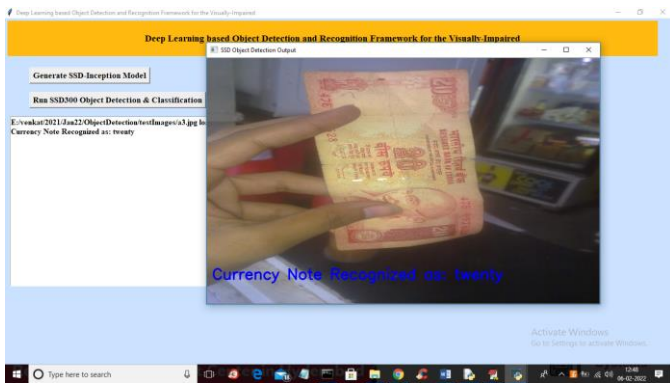 Deep Learning based Object Detection and Recognition Framework for the Visually-Impaired
Deep Learning based Object Detection and Recognition Framework for the Visually-Impaired
SSD Object Detection Output
Generate SSD-Inception Model
Run SSD300 Object Detection & Classification
E:/venkat/2021/Jan22/ObjectDetection/testImages/a3.jpg lo
Currency Note Recognized as: twenty
20
Currency Note Recognized as: twenty
Activate Windows
Go to Settings to activate Windows.
Type here to search
12:48
06-02-2022